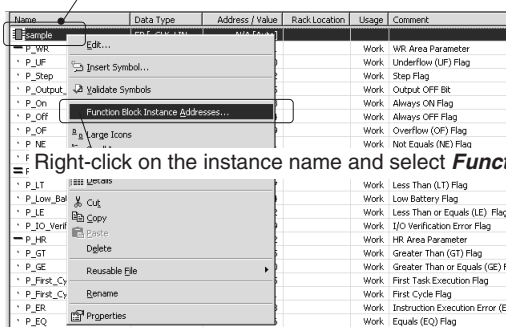 Name Data Type Address / Value Rack Location Usage Comment
sample N/A [Auto]
P_WR Work WR Area Parameter
Edit...
P_UF Work Underflow (UF) Flag
Insert Symbol...
P_Step Work Step Flag
P_Output_ Validate Symbols Work Output OFF Bit
P_On Work Always ON Flag
Function Block Instance Addresses...
P_Off Work Always OFF Flag
P_OF Work Overflow (OF) Flag
Large Icons
P_NE Work Not Equals (NE) Flag
Right-click on the instance name and select Funct
P_LT Details Work Less Than (LT) Flag
P_Low_Bat Work Low Battery Flag
Cut
P_LE Work Less Than or Equals (LE) Flag
Copy
P_IO_Verif Work I/O Verification Error Flag
Paste
P_HR Work HR Area Parameter
Delete
P_GT Work Greater Than (GT) Flag
P_GE Work Greater Than or Equals (GE) F
Reusable File
P_First_Cy Work First Task Execution Flag
P_First_Cy Rename Work First Cycle Flag
P_ER Work Instruction Execution Error (E
Properties
P_EQ Work Equals (EQ) Flag